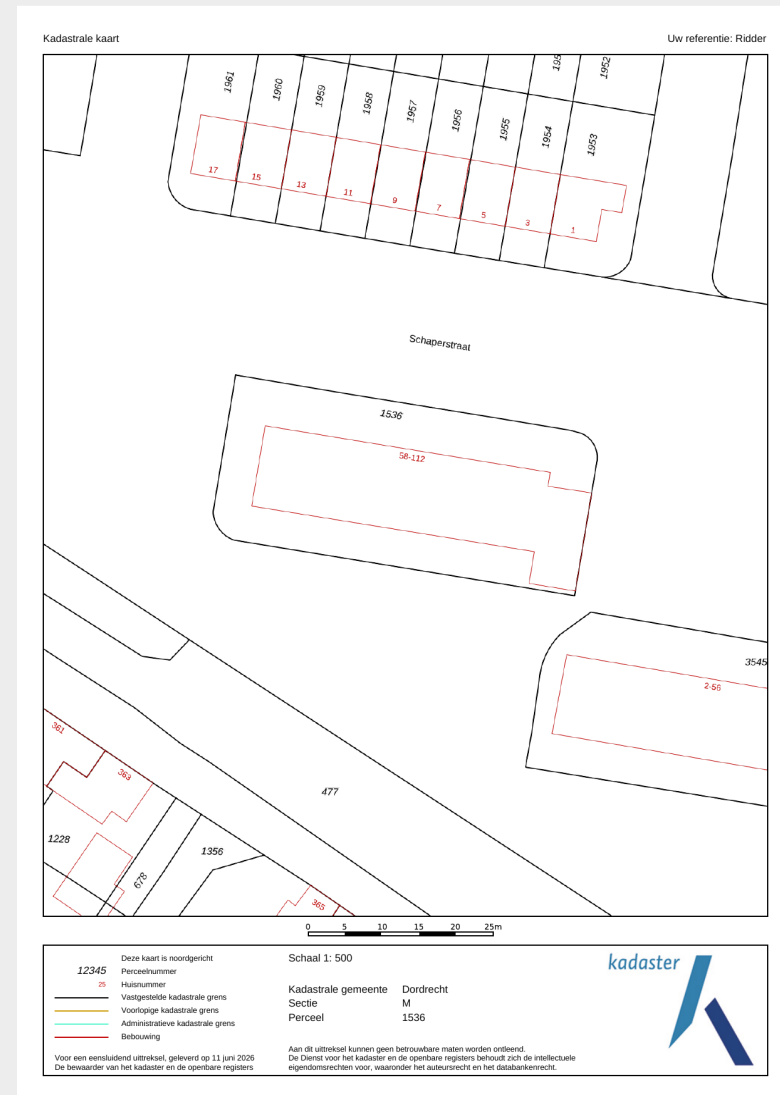 Kadastrale kaart
Uw referentie: Ridder
1961
1960
1959
1958
1957
1956
1955
1954
1953
195
1952
17
15
13
11
9
7
5
3
1
Schaperstraat
1536
58-112
3545
2-56
361
363
477
1228
678
1356
365
0 5 10 15 20 25m
Deze kaart is noordgericht
12345 Perceelnummer
25 Huisnummer
Vastgestelde kadastrale grens
Voorlopige kadastrale grens
Administratieve kadastrale grens
Bebouwing
Voor een eensluidend uittreksel, geleverd op 11 juni 2026
De bewaarder van het kadaster en de openbare registers
Schaal 1: 500
Kadastrale gemeente Dordrecht
Sectie M
Perceel 1536
Aan dit uittreksel kunnen geen betrouwbare maten worden ontleend.
De Dienst voor het kadaster en de openbare registers behoudt zich de intellectuele
eigendomsrechten voor, waaronder het auteursrecht en het databankenrecht.
kadaster